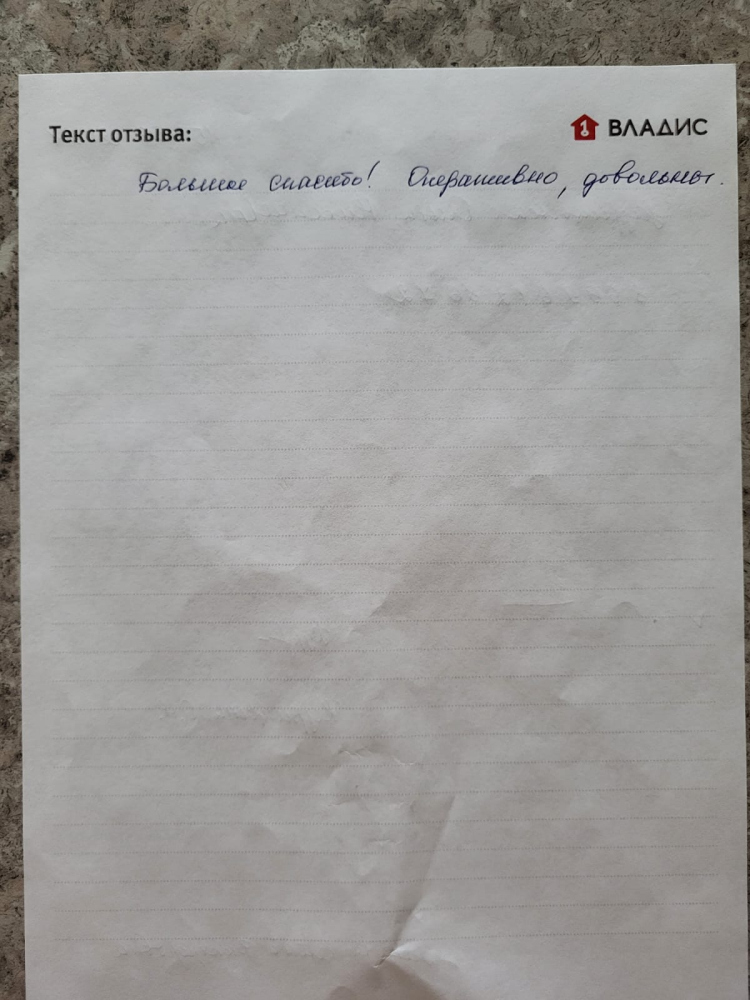 Текст отзыва:
ВЛАДИС
Большое спасибо! Оперативно, довольны.